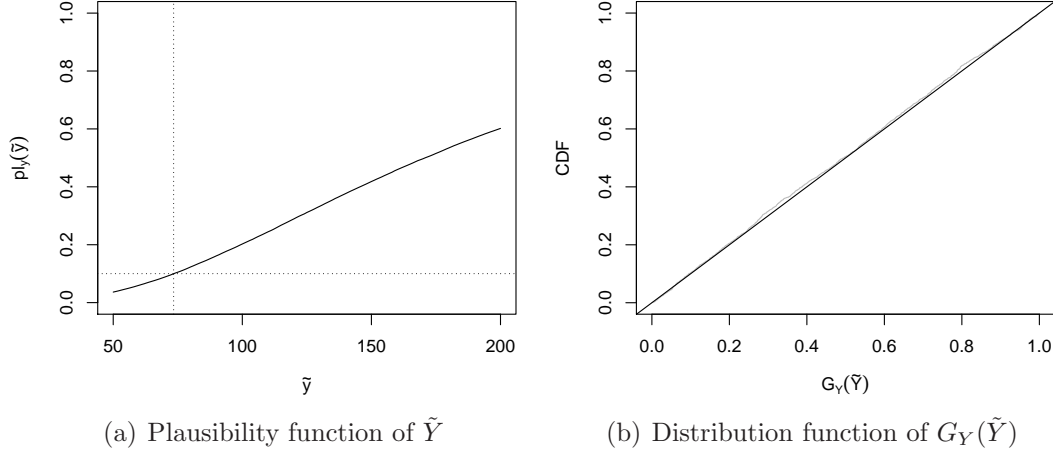 1.0
0.8
0.6
0.4
0.2
0.0
pl_y(ỹ)
50 100 150 200
ỹ
(a) Plausibility function of Ỹ
1.0
0.8
0.6
0.4
0.2
0.0
CDF
0.0 0.2 0.4 0.6 0.8 1.0
G_Y(Ỹ)
(b) Distribution function of G_Y(Ỹ)